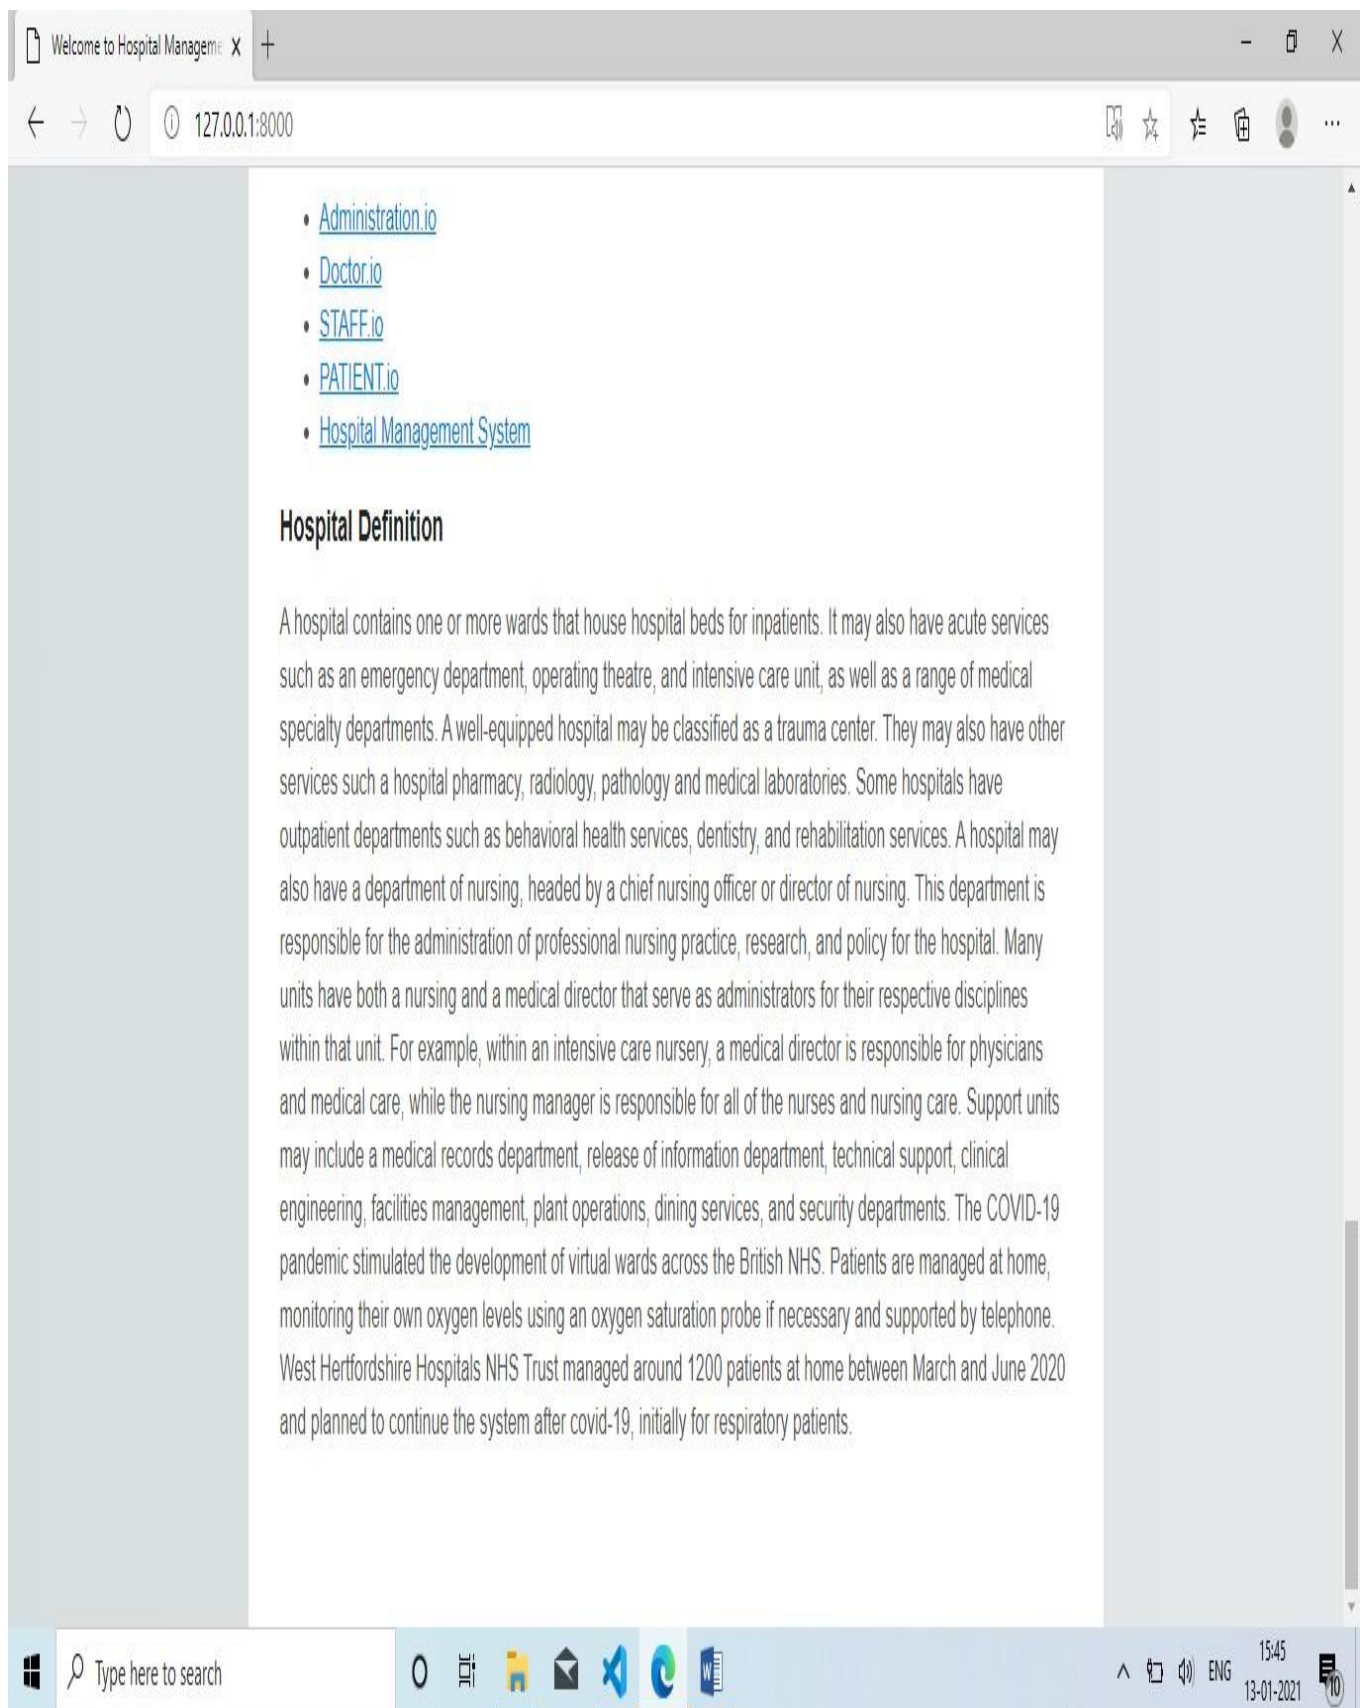 Welcome to Hospital Manageme
127.0.0.1:8000
Administration.io
Doctor.io
STAFF.io
PATIENT.io
Hospital Management System
Hospital Definition
A hospital contains one or more wards that house hospital beds for inpatients. It may also have acute services
such as an emergency department, operating theatre, and intensive care unit, as well as a range of medical
specialty departments. A well-equipped hospital may be classified as a trauma center. They may also have other
services such a hospital pharmacy, radiology, pathology and medical laboratories. Some hospitals have
outpatient departments such as behavioral health services, dentistry, and rehabilitation services. A hospital may
also have a department of nursing, headed by a chief nursing officer or director of nursing. This department is
responsible for the administration of professional nursing practice, research, and policy for the hospital. Many
units have both a nursing and a medical director that serve as administrators for their respective disciplines
within that unit. For example, within an intensive care nursery, a medical director is responsible for physicians
and medical care, while the nursing manager is responsible for all of the nurses and nursing care. Support units
may include a medical records department, release of information department, technical support, clinical
engineering, facilities management, plant operations, dining services, and security departments. The COVID-19
pandemic stimulated the development of virtual wards across the British NHS. Patients are managed at home,
monitoring their own oxygen levels using an oxygen saturation probe if necessary and supported by telephone.
West Hertfordshire Hospitals NHS Trust managed around 1200 patients at home between March and June 2020
and planned to continue the system after covid-19, initially for respiratory patients.
Type here to search
ENG
15:45
13-01-2021
10